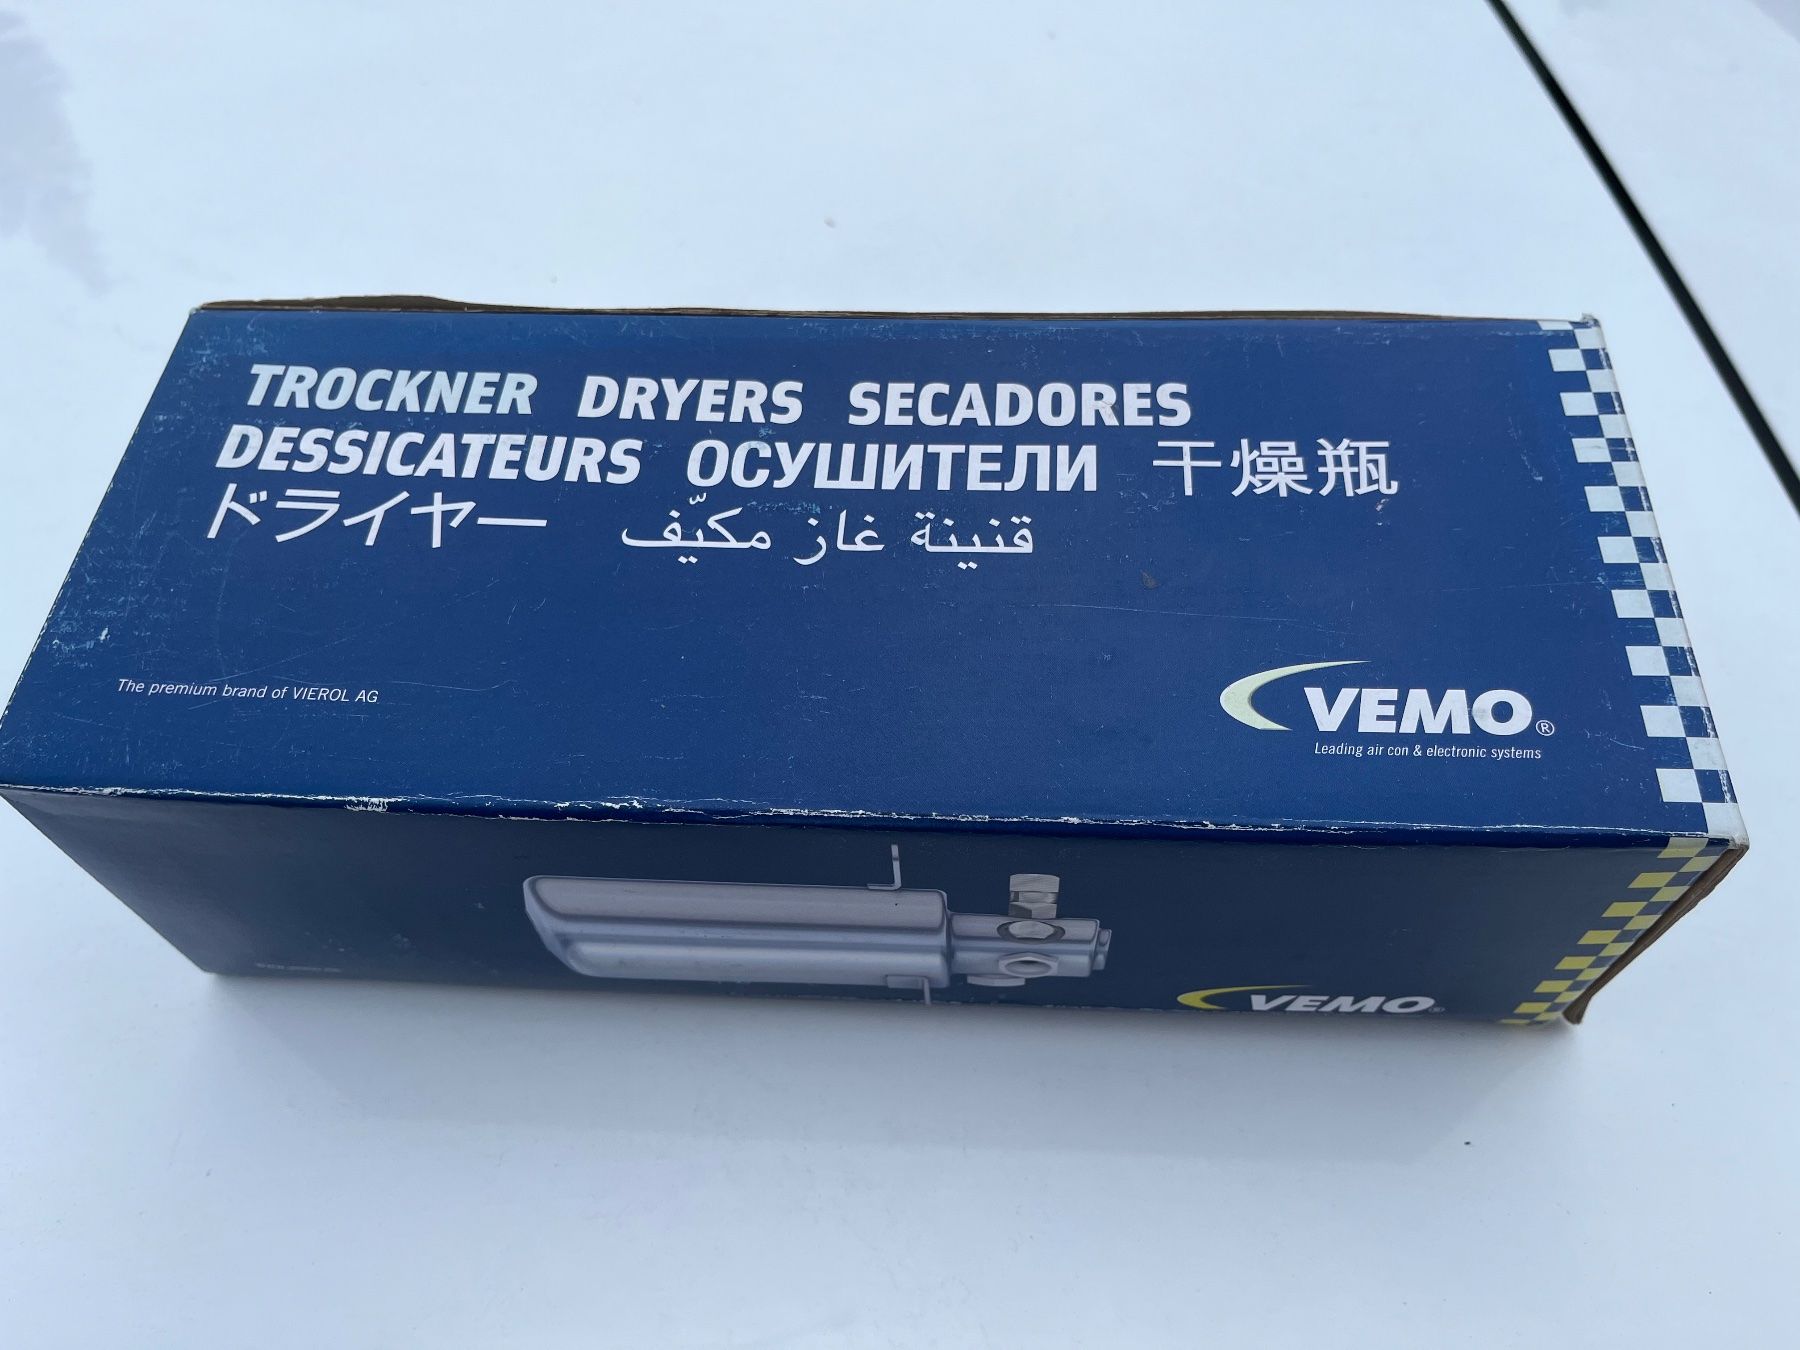 TROCKNER DRYERS SECADORES
DESSICATEURS ОСУШИТЕЛИ 干燥瓶
ドライヤー قنينة غاز مكيّف
The premium brand of VIEROL AG
VEMO®
Leading air con & electronic systems
VEMO®